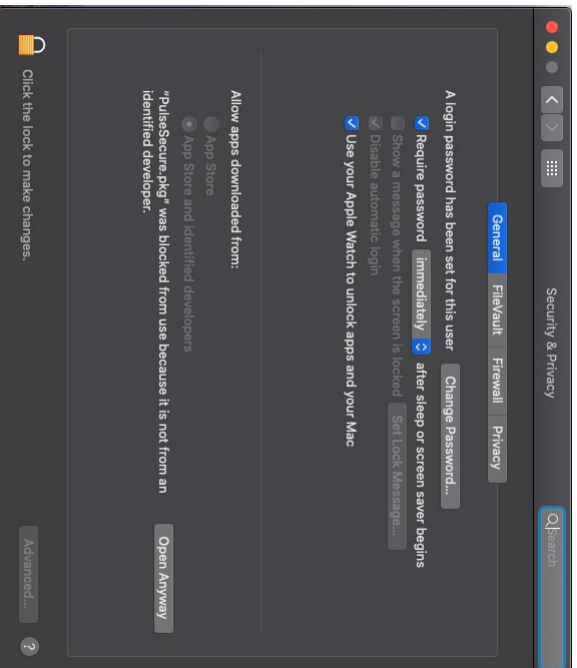 Security & Privacy
Search
General FileVault Firewall Privacy
A login password has been set for this user Change Password...
Require password immediately after sleep or screen saver begins
Show a message when the screen is locked Set Lock Message...
Disable automatic login
Use your Apple Watch to unlock apps and your Mac
Allow apps downloaded from:
App Store
App Store and identified developers
"PulseSecure.pkg" was blocked from use because it is not from an
identified developer.
Open Anyway
Click the lock to make changes.
Advanced...
?